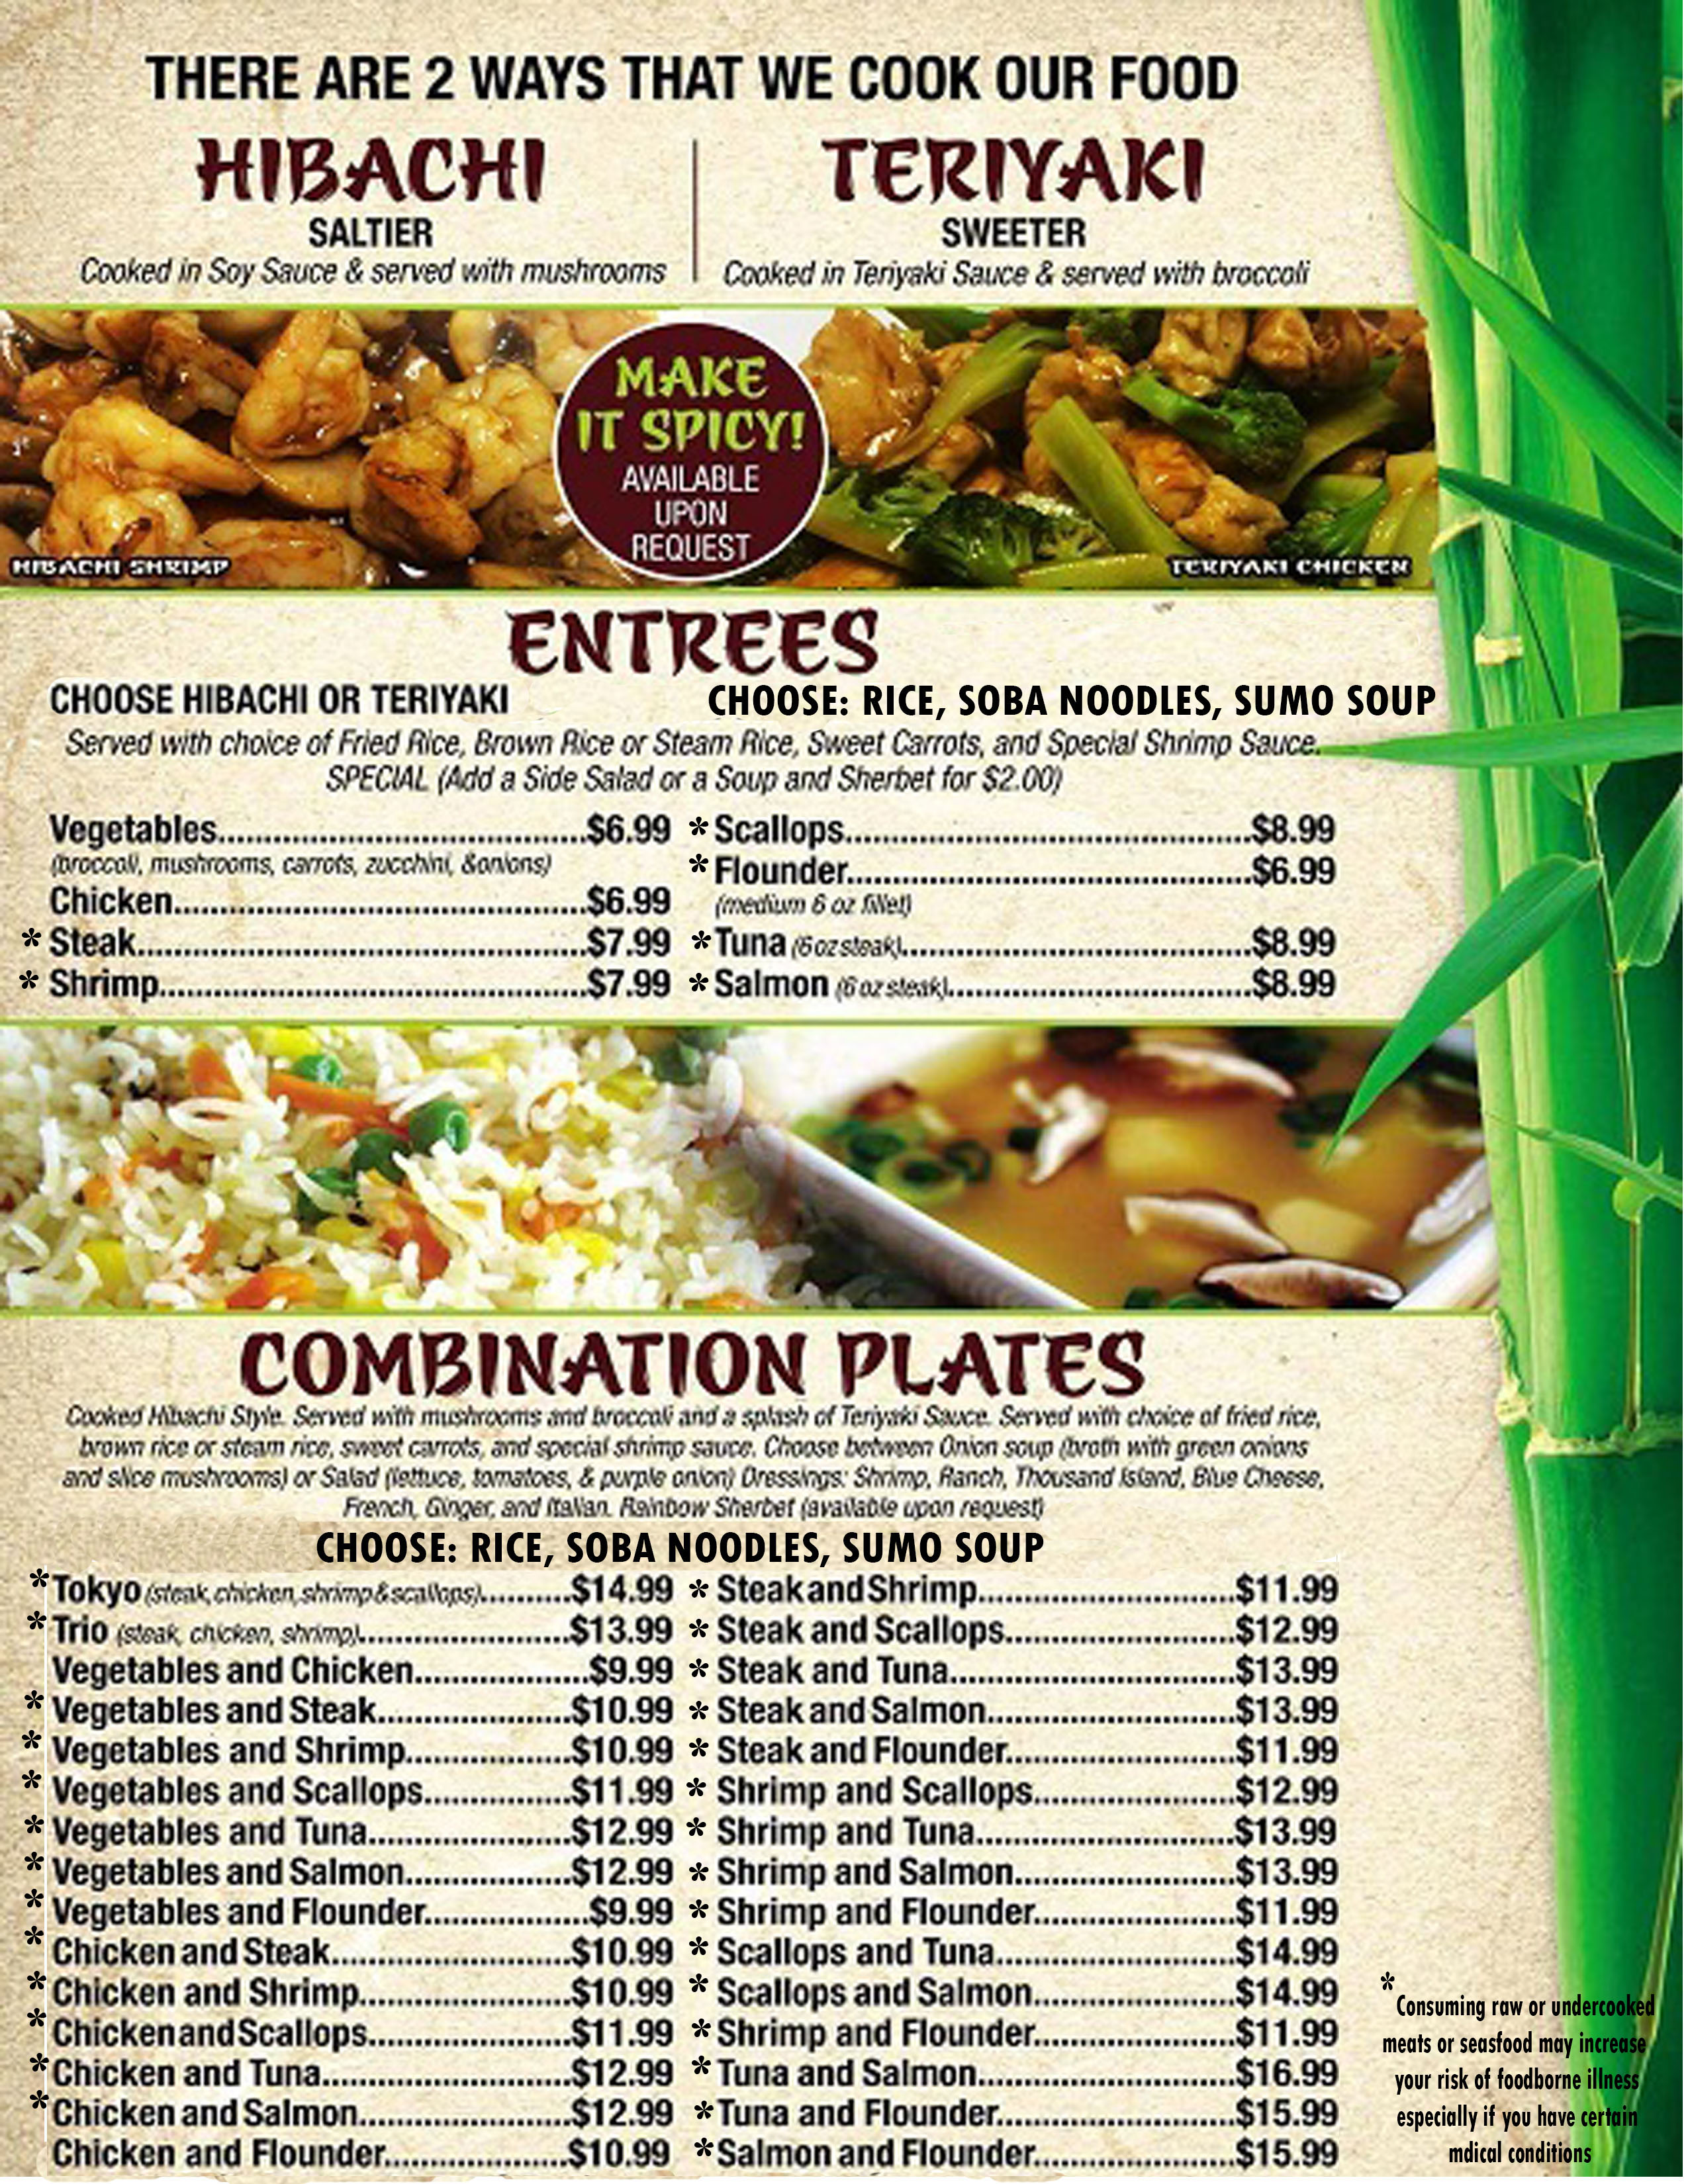 THERE ARE 2 WAYS THAT WE COOK OUR FOOD
HIBACHI
SALTIER
Cooked in Soy Sauce & served with mushrooms
TERIYAKI
SWEETER
Cooked in Teriyaki Sauce & served with broccoli
MAKE
IT SPICY!
AVAILABLE
UPON
REQUEST
HIBACHI SHRIMP
TERIYAKI CHICKEN
ENTREES
CHOOSE HIBACHI OR TERIYAKI
CHOOSE: RICE, SOBA NOODLES, SUMO SOUP
Served with choice of Fried Rice, Brown Rice or Steam Rice, Sweet Carrots, and Special Shrimp Sauce.
SPECIAL (Add a Side Salad or a Soup and Sherbet for $2.00)
Vegetables........................................$6.99
(broccoli, mushrooms, carrots, zucchini, &onions)
Chicken.............................................$6.99
* Steak.................................................$7.99
* Shrimp..............................................$7.99
* Scallops............................................$8.99
* Flounder............................................$6.99
(medium 6 oz fillet)
* Tuna (6 oz steak)......................................$8.99
* Salmon (6 oz steak).................................$8.99
COMBINATION PLATES
Cooked Hibachi Style. Served with mushrooms and broccoli and a splash of Teriyaki Sauce. Served with choice of fried rice,
brown rice or steam rice, sweet carrots, and special shrimp sauce. Choose between Onion soup (broth with green onions
and slice mushrooms) or Salad (lettuce, tomatoes, & purple onion) Dressings: Shrimp, Ranch, Thousand Island, Blue Cheese,
French, Ginger, and Italian. Rainbow Sherbet (available upon request)
CHOOSE: RICE, SOBA NOODLES, SUMO SOUP
* Tokyo (steak, chicken, shrimp & scallops)..........$14.99
* Trio (steak, chicken, shrimp).......................$13.99
Vegetables and Chicken...................$9.99
* Vegetables and Steak.....................$10.99
* Vegetables and Shrimp..................$10.99
* Vegetables and Scallops................$11.99
* Vegetables and Tuna......................$12.99
* Vegetables and Salmon..................$12.99
* Vegetables and Flounder..................$9.99
* Chicken and Steak..........................$10.99
* Chicken and Shrimp.......................$10.99
* Chicken and Scallops......................$11.99
* Chicken and Tuna...........................$12.99
* Chicken and Salmon.......................$12.99
Chicken and Flounder....................$10.99
* Steak and Shrimp............................$11.99
* Steak and Scallops.........................$12.99
* Steak and Tuna...............................$13.99
* Steak and Salmon...........................$13.99
* Steak and Flounder.........................$11.99
* Shrimp and Scallops......................$12.99
* Shrimp and Tuna............................$13.99
* Shrimp and Salmon........................$13.99
* Shrimp and Flounder......................$11.99
* Scallops and Tuna..........................$14.99
* Scallops and Salmon......................$14.99
* Shrimp and Flounder......................$11.99
* Tuna and Salmon............................$16.99
* Tuna and Flounder..........................$15.99
* Salmon and Flounder......................$15.99
*
Consuming raw or undercooked
meats or seasfood may increase
your risk of foodborne illness
especially if you have certain
mdical conditions